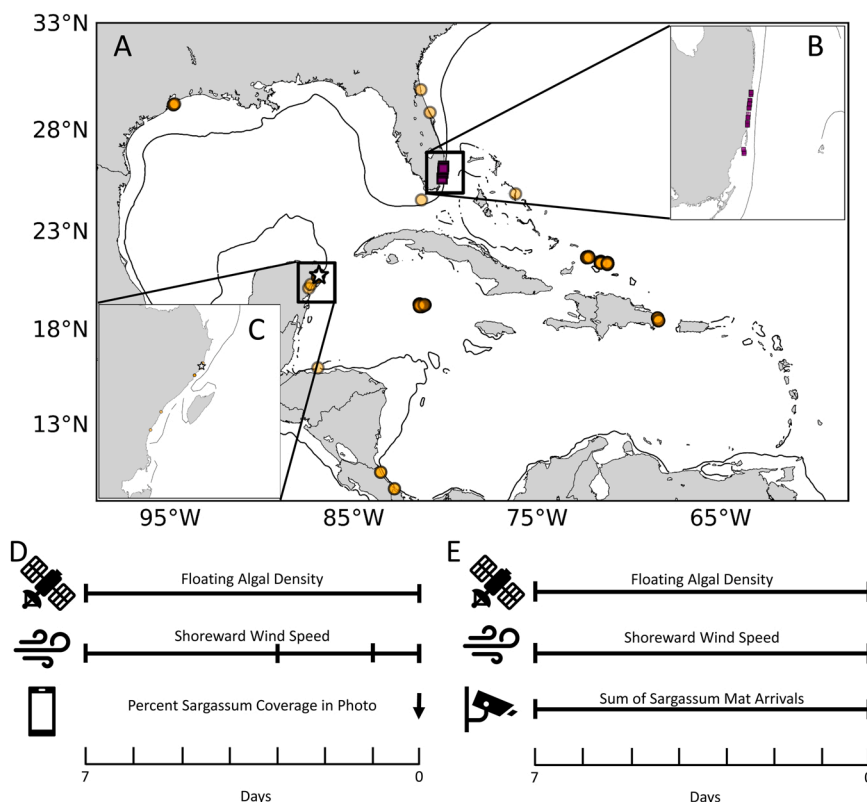 33°N
A
B
28°N
23°N
18°N
C
13°N
95°W
85°W
75°W
65°W
D
Floating Algal Density
Shoreward Wind Speed
Percent Sargassum Coverage in Photo
7
0
Days
E
Floating Algal Density
Shoreward Wind Speed
Sum of Sargassum Mat Arrivals
7
0
Days